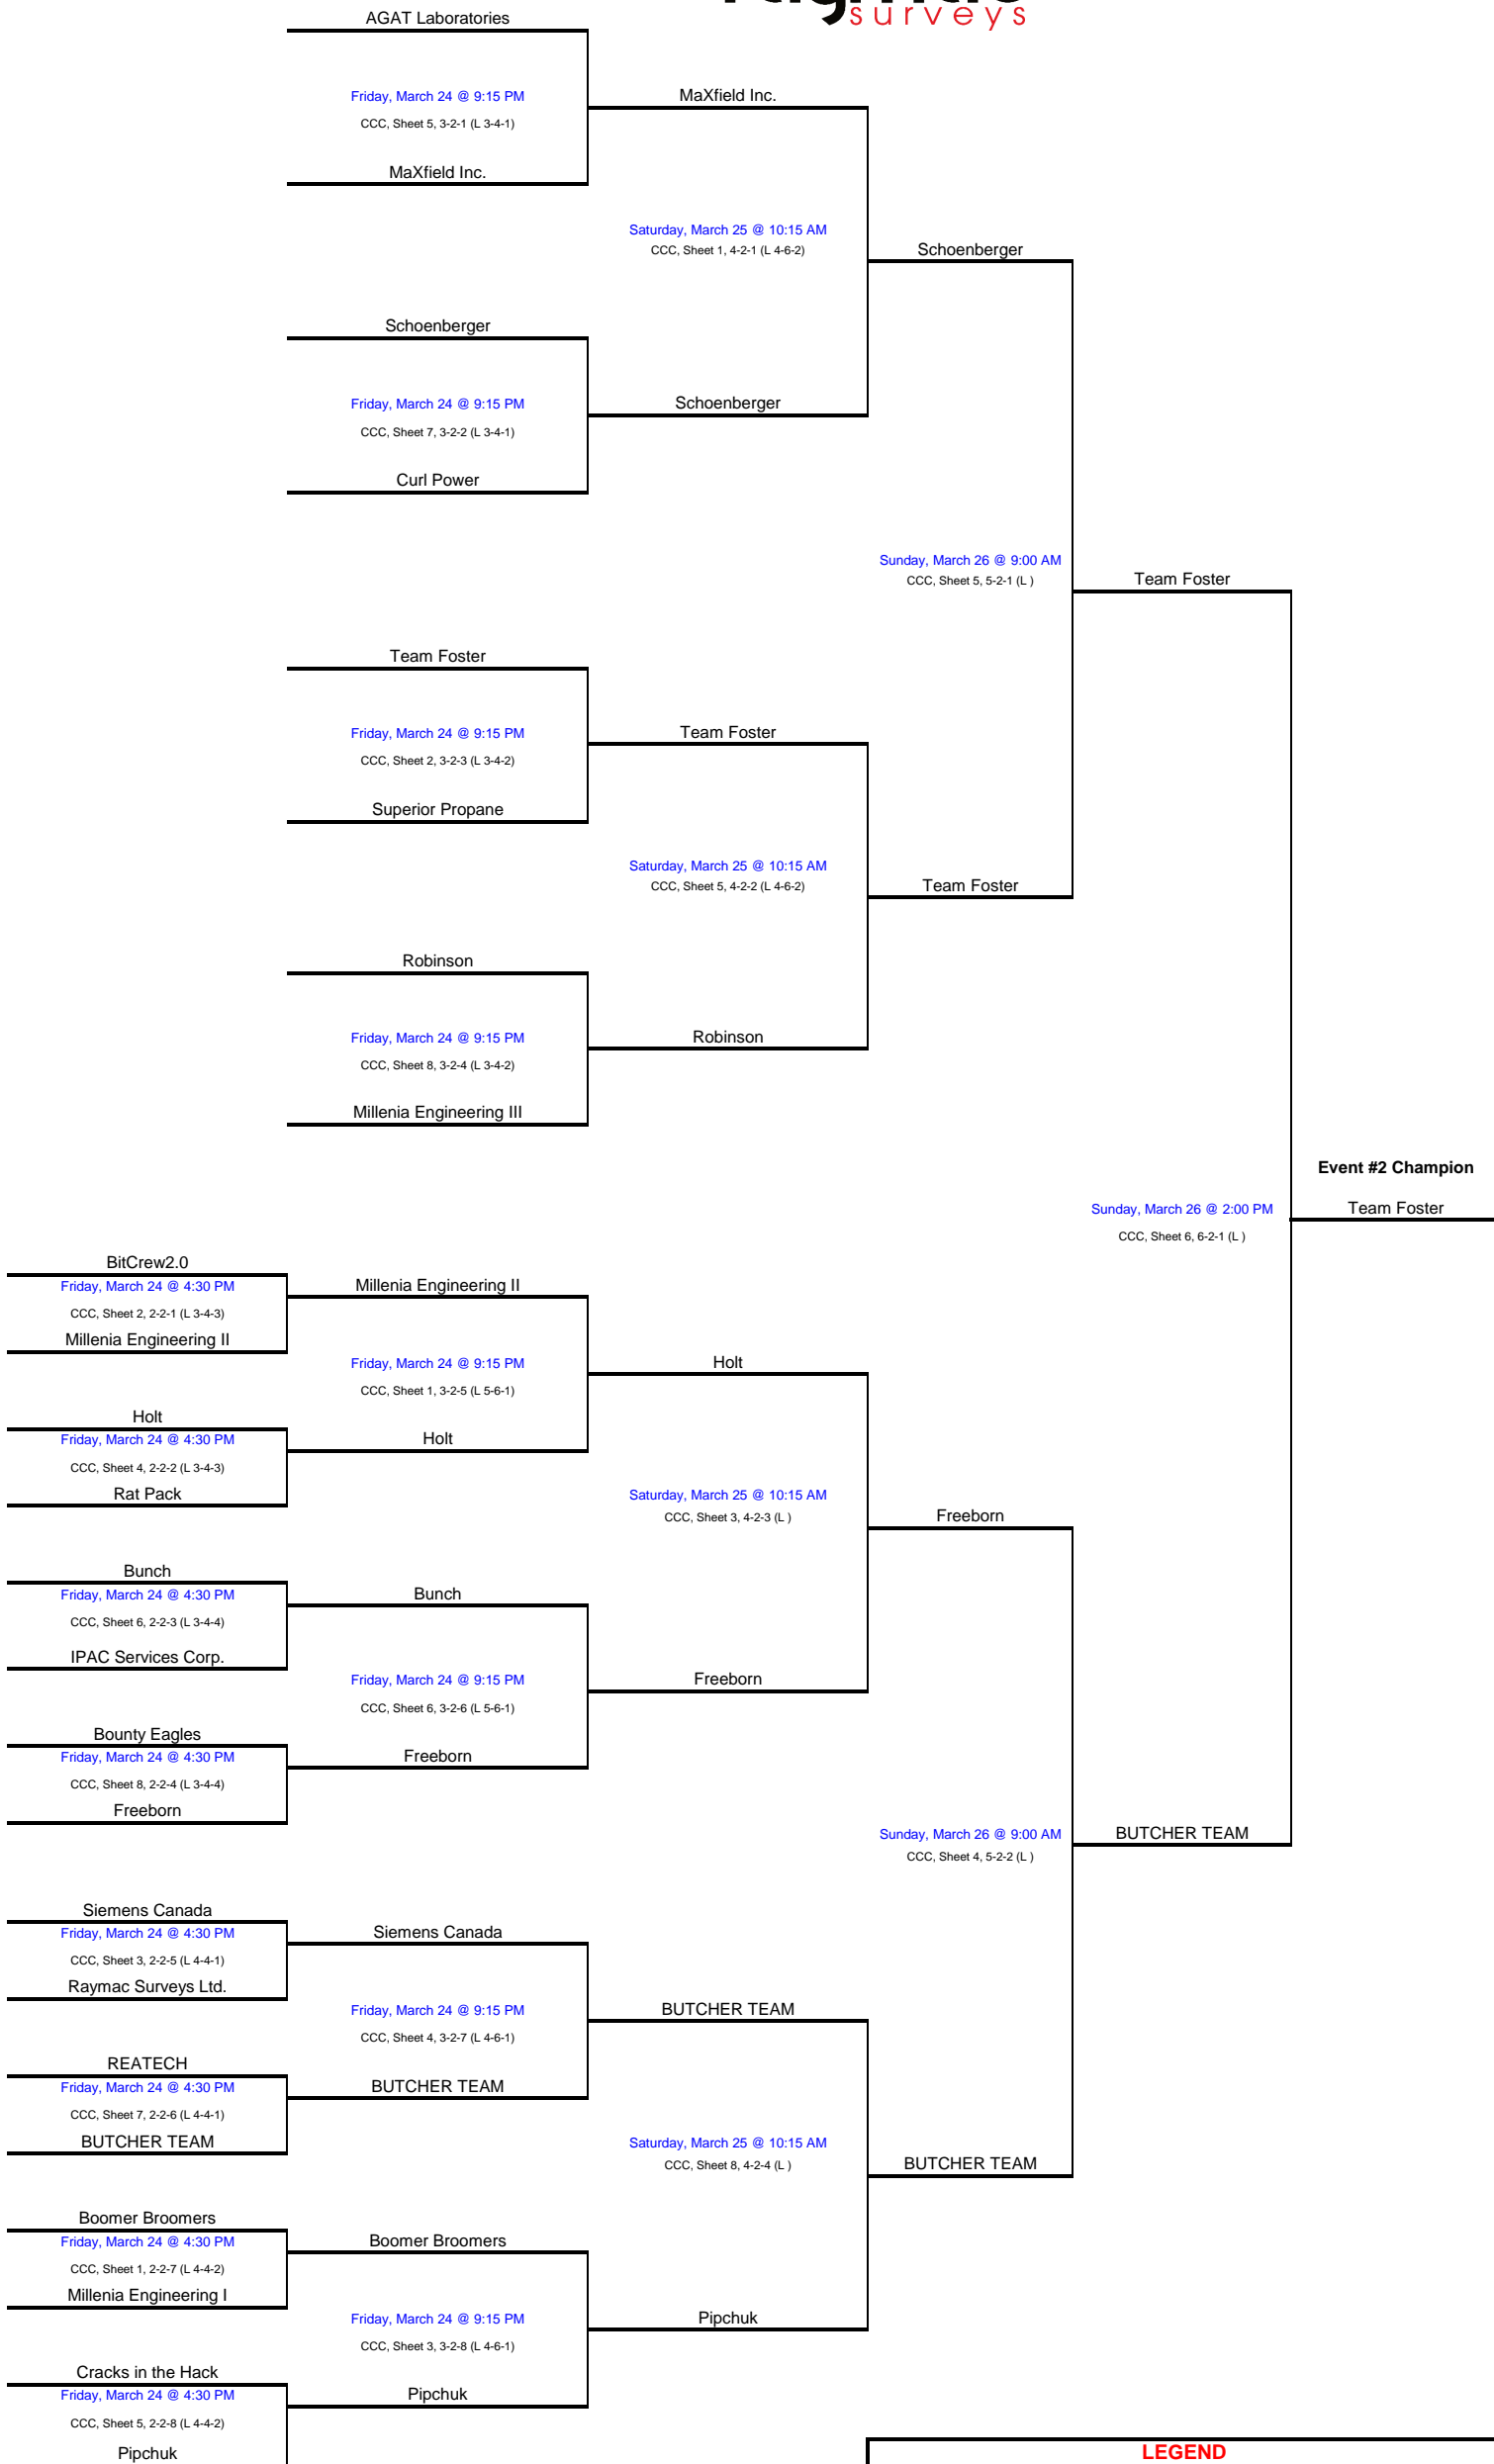 surveys
AGAT Laboratories
Friday, March 24 @ 9:15 PM
MaXfield Inc.
CCC, Sheet 5, 3-2-1 (L 3-4-1)
MaXfield Inc.
Saturday, March 25 @ 10:15 AM
CCC, Sheet 1, 4-2-1 (L 4-6-2)
Schoenberger
Schoenberger
Friday, March 24 @ 9:15 PM
Schoenberger
CCC, Sheet 7, 3-2-2 (L 3-4-1)
Curl Power
Sunday, March 26 @ 9:00 AM
CCC, Sheet 5, 5-2-1 (L )
Team Foster
Team Foster
Friday, March 24 @ 9:15 PM
Team Foster
CCC, Sheet 2, 3-2-3 (L 3-4-2)
Superior Propane
Saturday, March 25 @ 10:15 AM
CCC, Sheet 5, 4-2-2 (L 4-6-2)
Team Foster
Robinson
Friday, March 24 @ 9:15 PM
Robinson
CCC, Sheet 8, 3-2-4 (L 3-4-2)
Millenia Engineering III
Event #2 Champion
Sunday, March 26 @ 2:00 PM
Team Foster
CCC, Sheet 6, 6-2-1 (L )
BitCrew2.0
Friday, March 24 @ 4:30 PM
Millenia Engineering II
CCC, Sheet 2, 2-2-1 (L 3-4-3)
Millenia Engineering II
Friday, March 24 @ 9:15 PM
Holt
CCC, Sheet 1, 3-2-5 (L 5-6-1)
Holt
Friday, March 24 @ 4:30 PM
Holt
CCC, Sheet 4, 2-2-2 (L 3-4-3)
Rat Pack
Saturday, March 25 @ 10:15 AM
CCC, Sheet 3, 4-2-3 (L )
Freeborn
Bunch
Friday, March 24 @ 4:30 PM
Bunch
CCC, Sheet 6, 2-2-3 (L 3-4-4)
IPAC Services Corp.
Friday, March 24 @ 9:15 PM
Freeborn
CCC, Sheet 6, 3-2-6 (L 5-6-1)
Bounty Eagles
Friday, March 24 @ 4:30 PM
Freeborn
CCC, Sheet 8, 2-2-4 (L 3-4-4)
Freeborn
Sunday, March 26 @ 9:00 AM
BUTCHER TEAM
CCC, Sheet 4, 5-2-2 (L )
Siemens Canada
Friday, March 24 @ 4:30 PM
Siemens Canada
CCC, Sheet 3, 2-2-5 (L 4-4-1)
Raymac Surveys Ltd.
Friday, March 24 @ 9:15 PM
BUTCHER TEAM
CCC, Sheet 4, 3-2-7 (L 4-6-1)
REATECH
Friday, March 24 @ 4:30 PM
BUTCHER TEAM
CCC, Sheet 7, 2-2-6 (L 4-4-1)
BUTCHER TEAM
Saturday, March 25 @ 10:15 AM
CCC, Sheet 8, 4-2-4 (L )
BUTCHER TEAM
Boomer Broomers
Friday, March 24 @ 4:30 PM
Boomer Broomers
CCC, Sheet 1, 2-2-7 (L 4-4-2)
Millenia Engineering I
Friday, March 24 @ 9:15 PM
Pipchuk
CCC, Sheet 3, 3-2-8 (L 4-6-1)
Cracks in the Hack
Friday, March 24 @ 4:30 PM
Pipchuk
CCC, Sheet 5, 2-2-8 (L 4-4-2)
Pipchuk
LEGEND